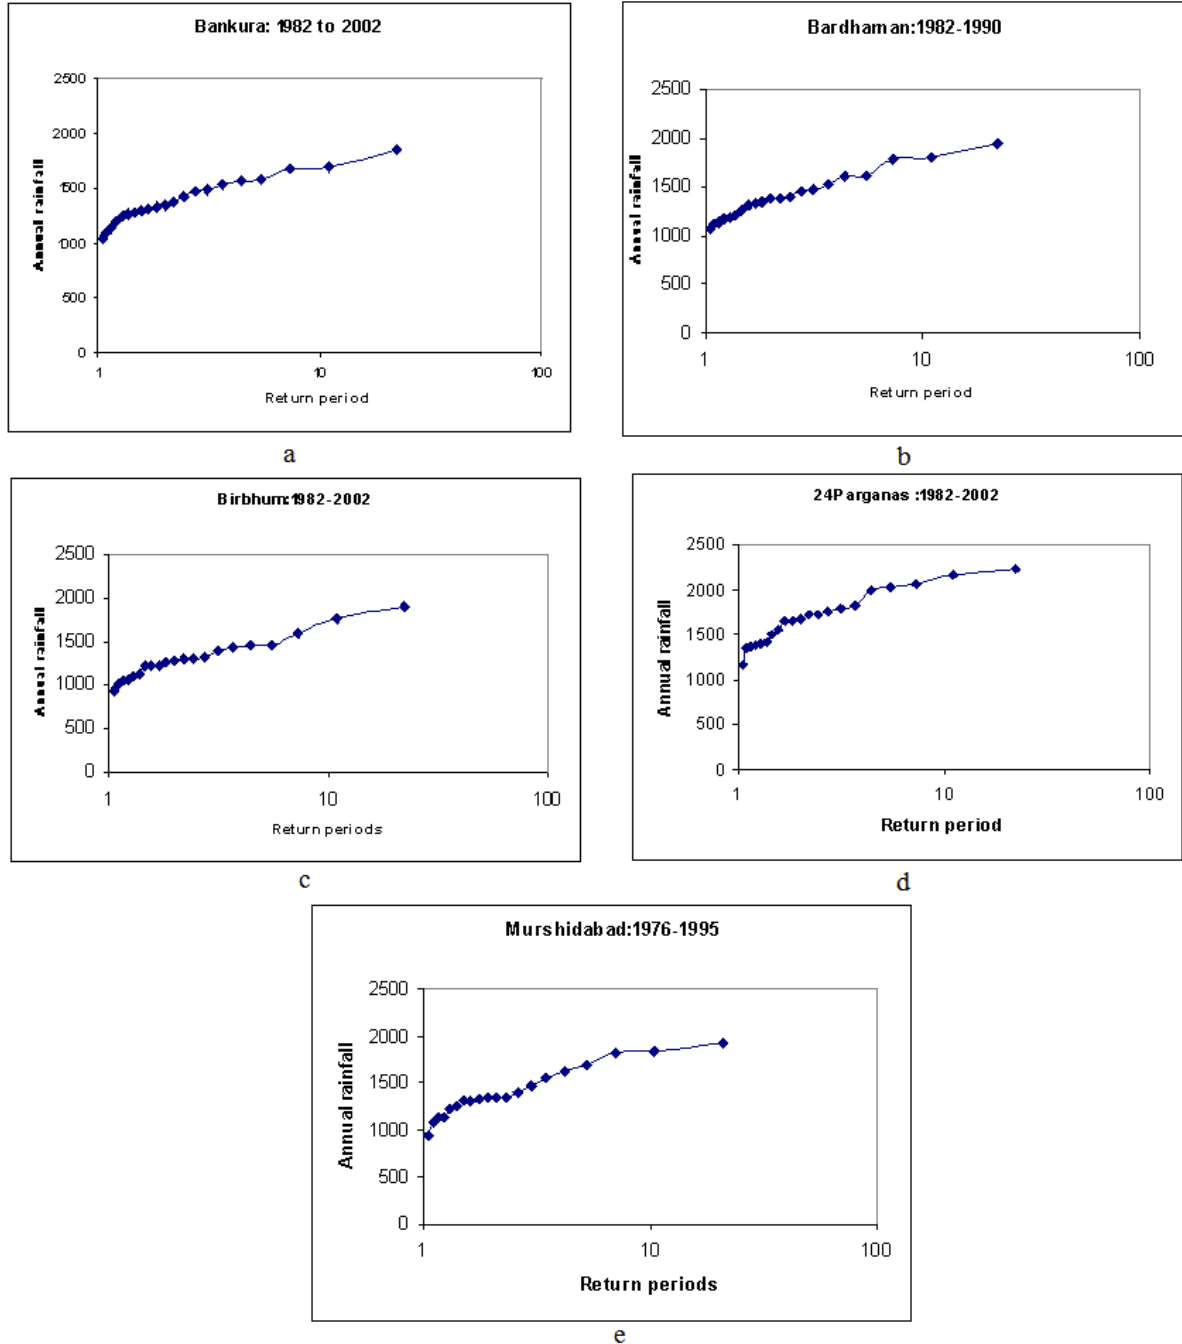 Bankura: 1982 to 2002
2500
2000
1500
1000
500
0
1
10
100
Annual rainfall
Return period
a
Bardhaman:1982-1990
2500
2000
1500
1000
500
0
1
10
100
Annual rainfall
Return period
b
Birbhum:1982-2002
2500
2000
1500
1000
500
0
1
10
100
Annual rainfall
Return periods
c
24Parganas :1982-2002
2500
2000
1500
1000
500
0
1
10
100
Annual rainfall
Return period
d
Murshidabad:1976-1995
2500
2000
1500
1000
500
0
1
10
100
Annual rainfall
Return periods
e